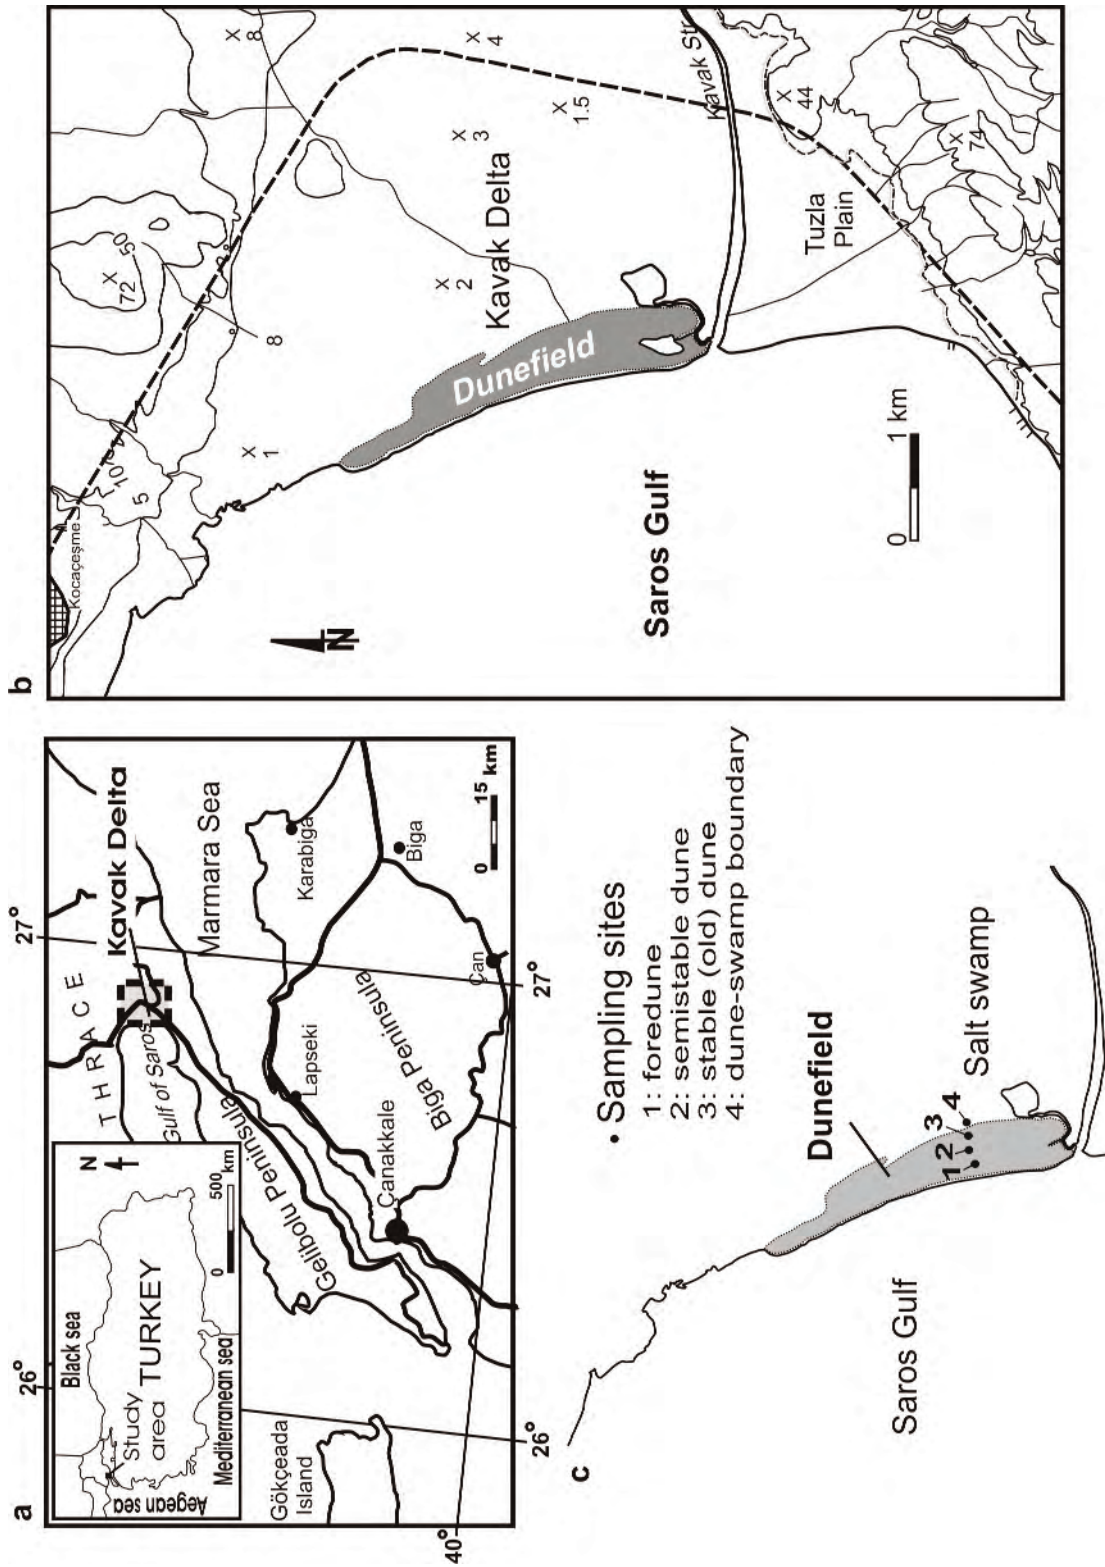 a
26°
27°
Black sea
N
Study
area
TURKEY
Aegean sea
Mediterranean sea
0
500
km
THRACE
Kavak Delta
Gulf of Saros
Marmara Sea
Gelibolu Peninsula
Lapseki
Karabiga
Biga
Biga Peninsula
Çanakkale
Çan
Gökçeada
Island
0
15 km
40°
26°
27°
b
Kocaçeşme
10
5
72
50
8
8
N
1
2
3
4
1.5
Kavak Delta
Dunefield
Kavak Str.
Saros Gulf
Tuzla
Plain
44
74
0
1 km
c
• Sampling sites
1: foredune
2: semistable dune
3: stable (old) dune
4: dune-swamp boundary
Dunefield
1
2
3
4
Salt swamp
Saros Gulf